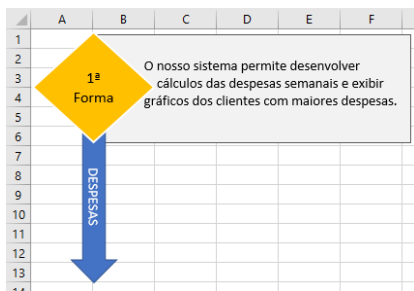 A B C D E F
1
2
3
4
5
6
7
8
9
10
11
12
13
14
1ª
Forma
O nosso sistema permite desenvolver
cálculos das despesas semanais e exibir
gráficos dos clientes com maiores despesas.
DESPESAS